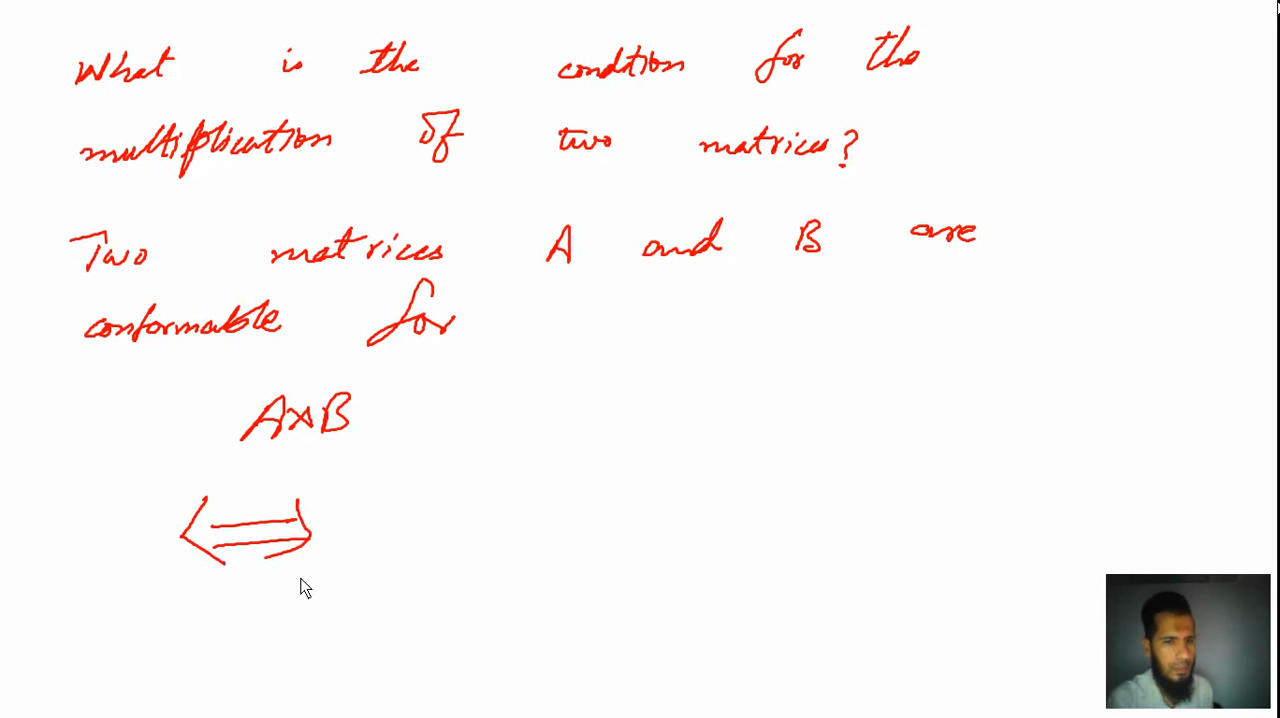 What is the condition for the
multiplication of two matrices?
Two matrices A and B are
conformable for
A×B
⟺